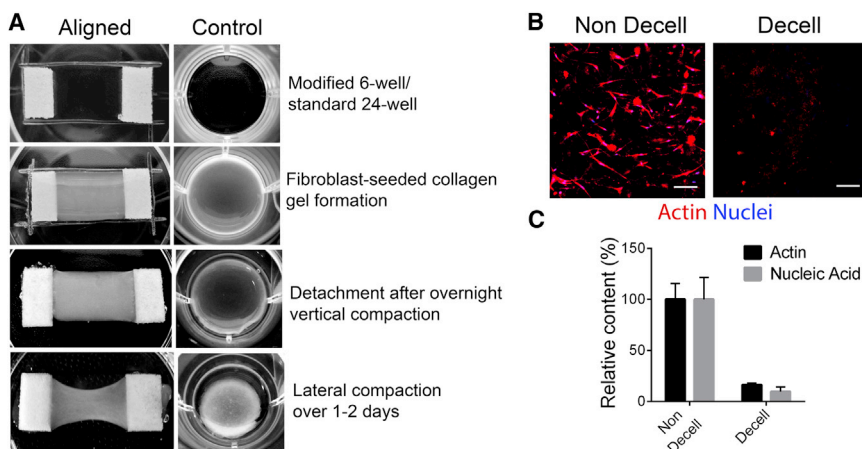 A
Aligned
Control
Modified 6-well/
standard 24-well
Fibroblast-seeded collagen
gel formation
Detachment after overnight
vertical compaction
Lateral compaction
over 1-2 days
B
Non Decell
Decell
Actin Nuclei
C
Relative content (%)
150
100
50
0
Actin
Nucleic Acid
Non
Decell
Decell